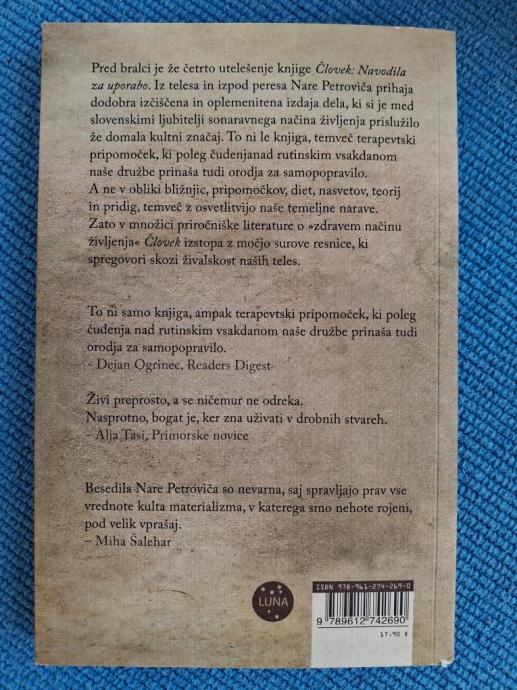 Pred bralci je že četrto utelešenje knjige Človek: Navodila
za uporabo. Iz telesa in izpod peresa Nare Petroviča prihaja
dodobra izčiščena in oplemenitena izdaja dela, ki si je med
slovenskimi ljubitelji sonaravnega načina življenja prislužilo
že domala kultni značaj. To ni le knjiga, temveč terapevtski
pripomoček, ki poleg čudenjanad rutinskim vsakdanom
naše družbe prinaša tudi orodja za samopopravilo.
A ne v obliki bližnjic, pripomočkov, diet, nasvetov, teorij
in pridig, temveč z osvetlitvijo naše temeljne narave.
Zato v množici priročniške literature o »zdravem načinu
življenja« Človek izstopa z močjo surove resnice, ki
spregovori skozi živalskost naših teles.
To ni samo knjiga, ampak terapevtski pripomoček, ki poleg
čudenja nad rutinskim vsakdanom naše družbe prinaša tudi
orodja za samopopravilo.
- Dejan Ogrinec, Readers Digest
Živi preprosto, a se ničemur ne odreka.
Nasprotno, bogat je, ker zna uživati v drobnih stvareh.
– Alja Tasi, Primorske novice
Besedila Nare Petroviča so nevarna, saj spravljajo prav vse
vrednote kulta materializma, v katerega smo nehote rojeni,
pod velik vprašaj.
– Miha Šalehar
LUNA
ISBN 978-961-274-269-0
9 789612 742690
17,90 €